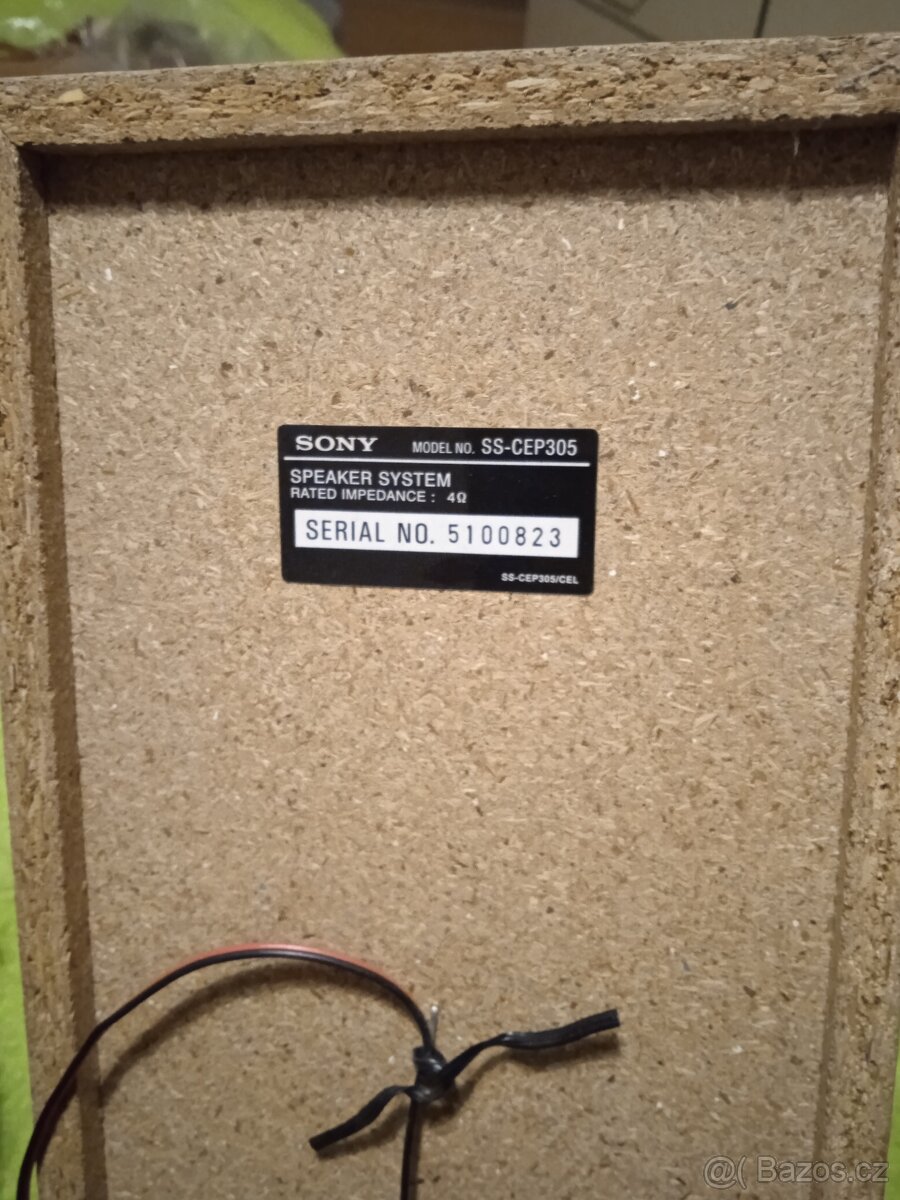 SONY MODEL NO. SS-CEP305
SPEAKER SYSTEM
RATED IMPEDANCE : 4Ω
SERIAL NO. 5100823
SS-CEP305/CEL
@( Bazos.cz